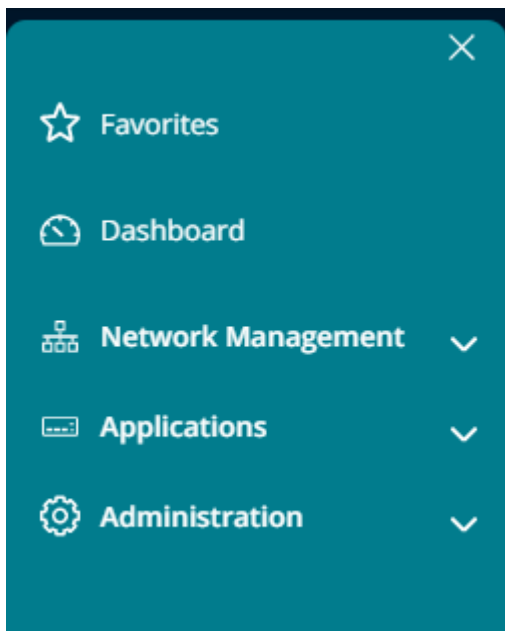 Favorites
Dashboard
Network Management
Applications
Administration